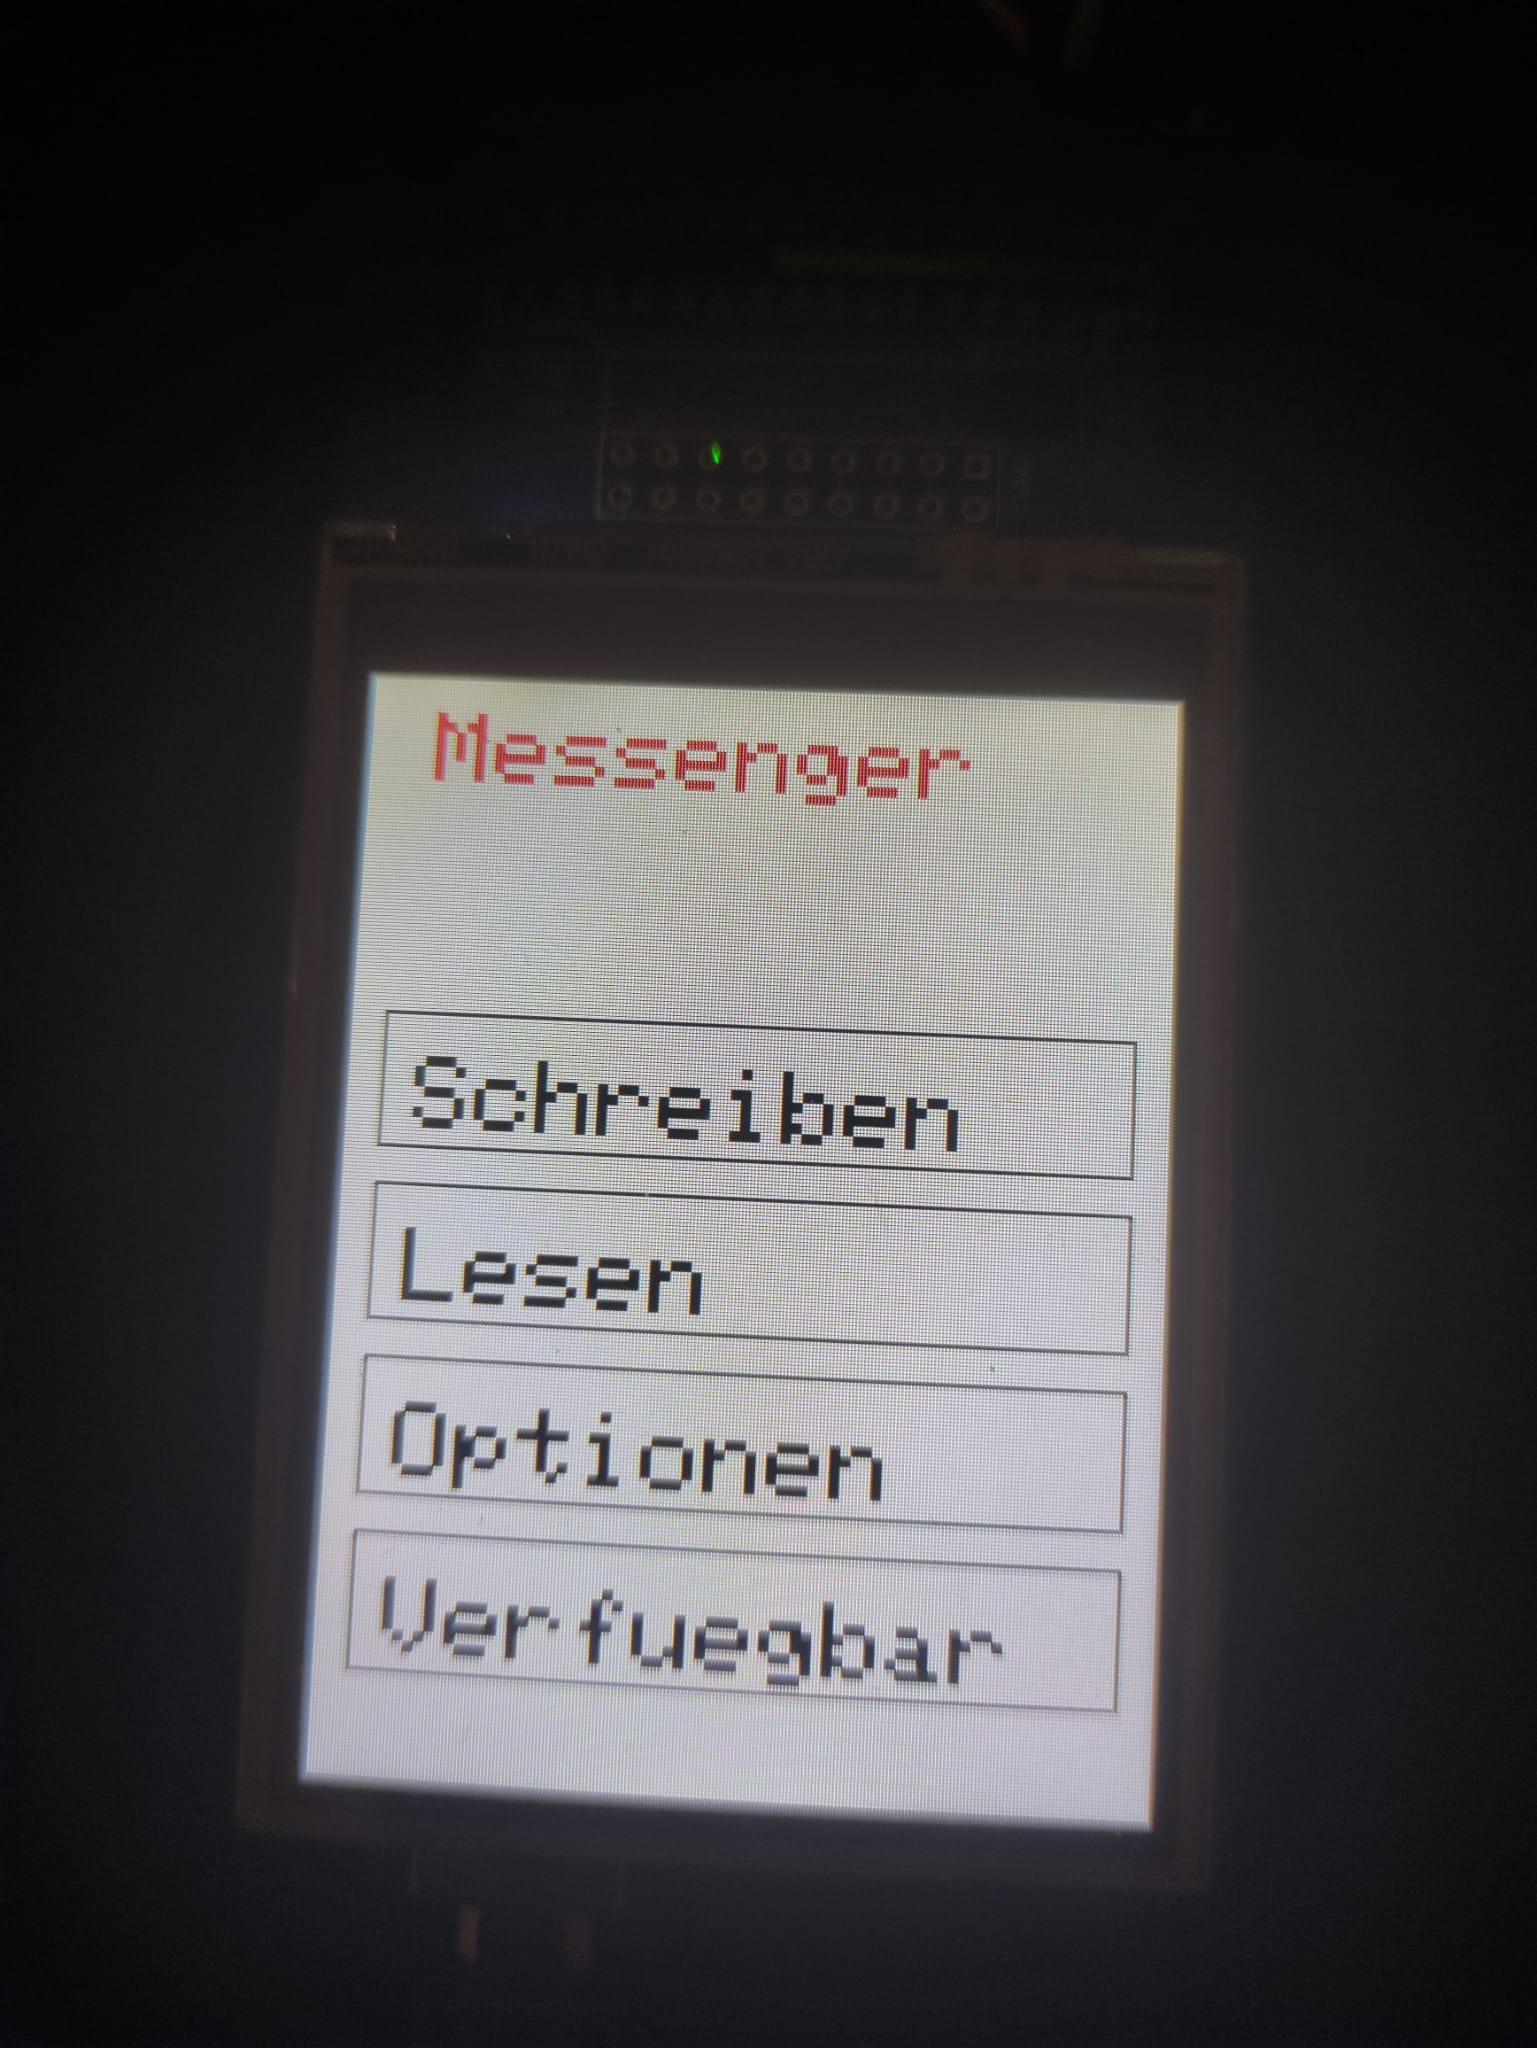 Messenger
Schreiben
Lesen
Optionen
Verfuegbar